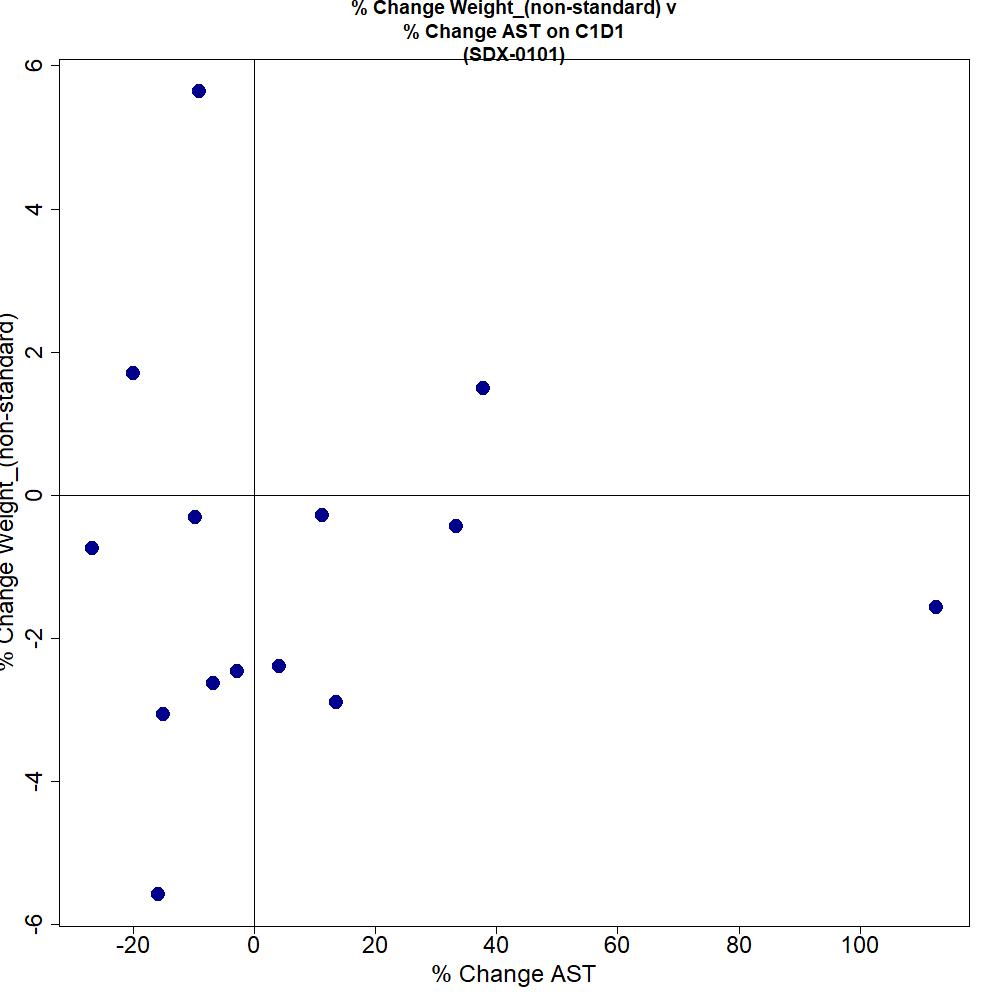 % Change Weight_(non-standard) v
% Change AST on C1D1
(SDX-0101)
6
4
2
0
-2
-4
-6
% Change Weight_(non-standard)
-20
0
20
40
60
80
100
% Change AST